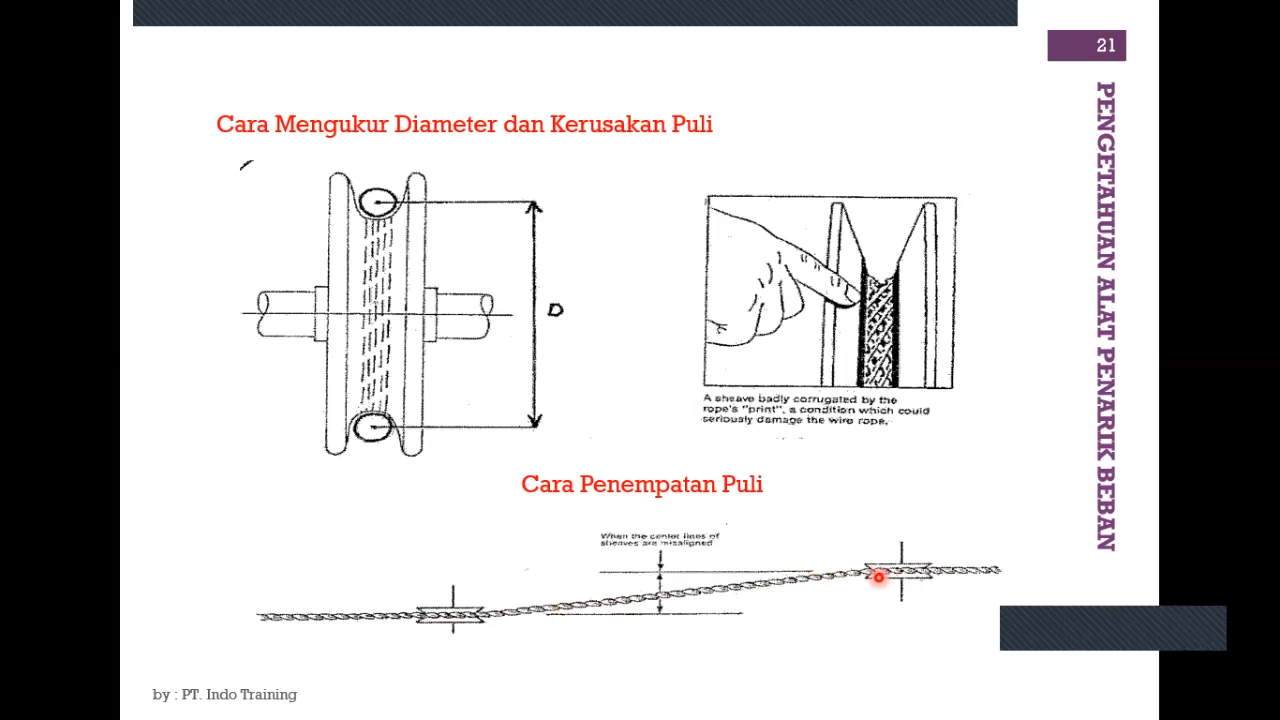 21
PENGETAHUAN ALAT PENARIK BEBAN
Cara Mengukur Diameter dan Kerusakan Puli
D
A sheave badly corrugated by the
rope's "print", a condition which could
seriously damage the wire rope.
Cara Penempatan Puli
When the center lines of
sheaves are misaligned
by : PT. Indo Training